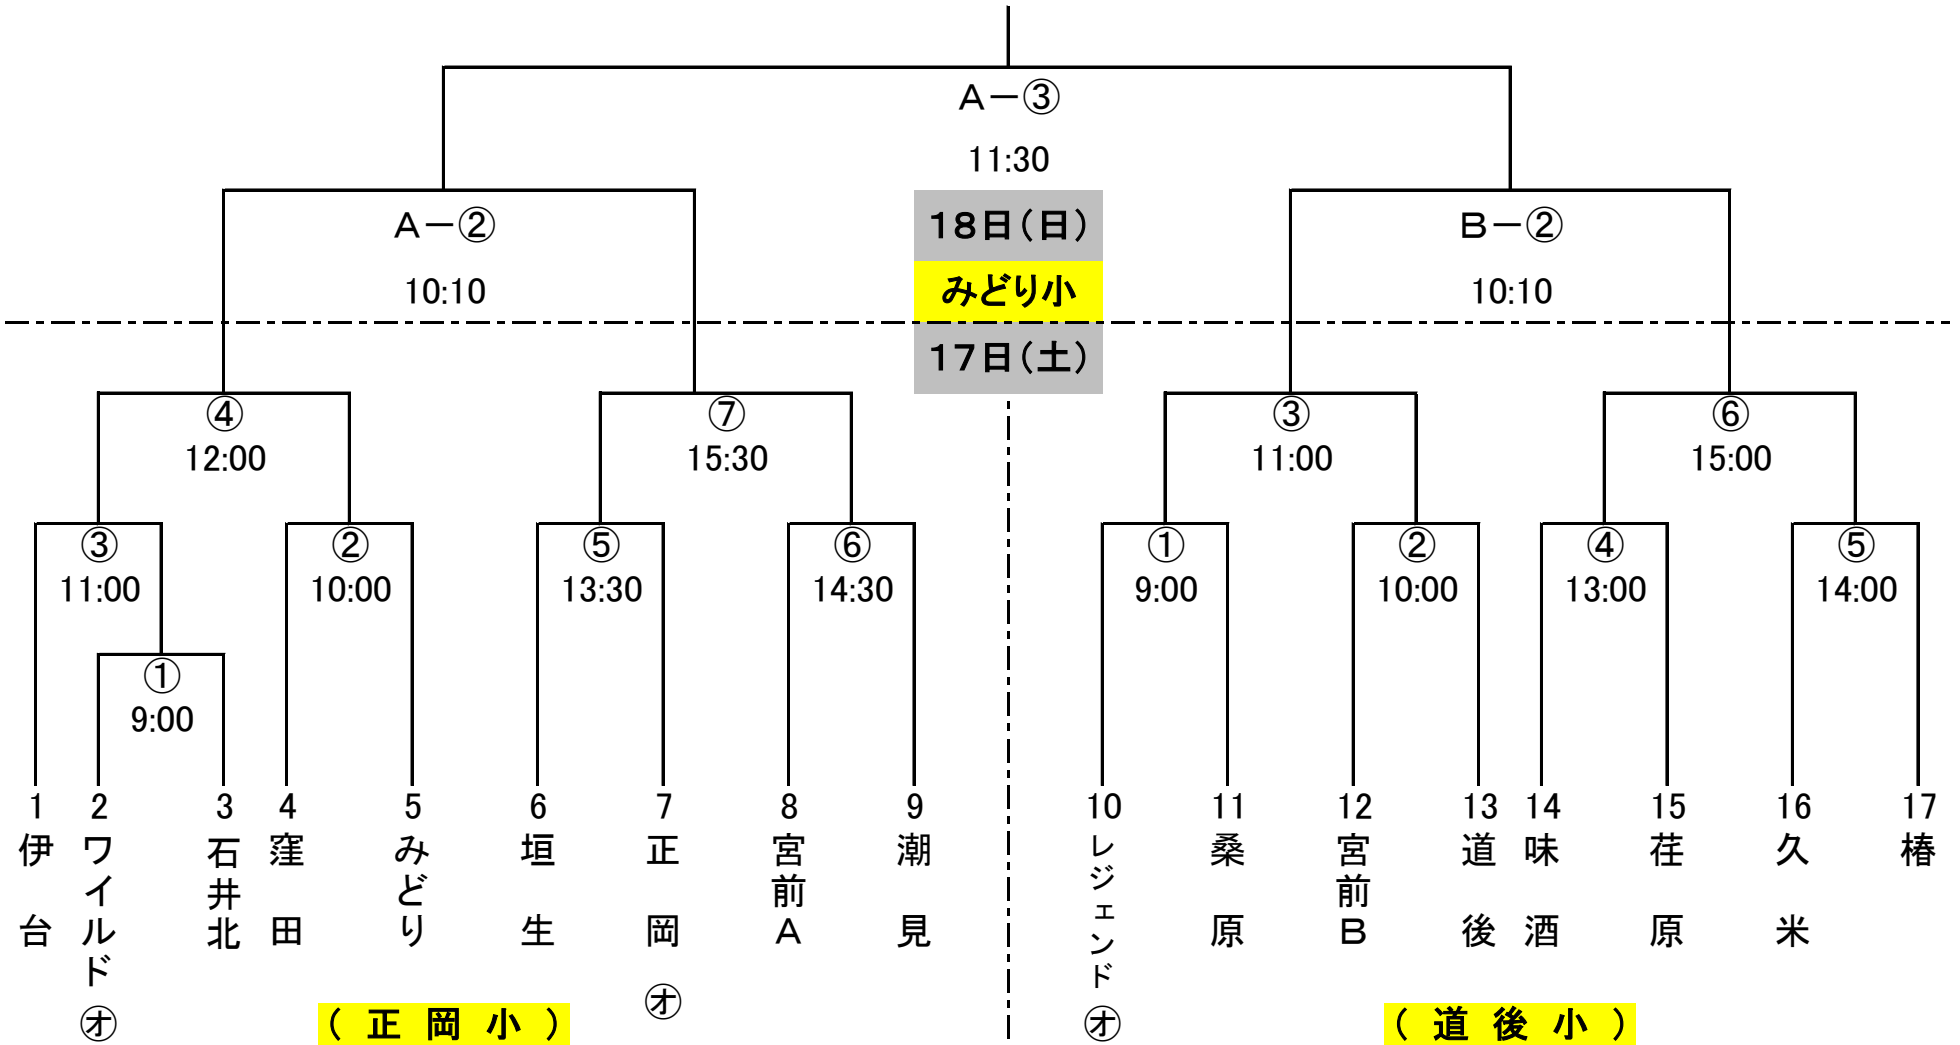 A－③
11:30
A－② 18日(日) B－②
10:10 みどり小 10:10
17日(土)
④ ⑦ ③ ⑥
12:00 15:30 11:00 15:00
③ ② ⑤ ⑥ ① ② ④ ⑤
11:00 10:00 13:30 14:30 9:00 10:00 13:00 14:00
①
9:00
1 2 3 4 5 6 7 8 9 10 11 12 13 14 15 16 17
伊台
ワイルド㋔
石井北
窪田
みどり
垣生
正岡㋔
宮前A
潮見
レジェンド㋔
桑原
宮前B
道後
味酒
荏原
久米
椿
(正岡小) (道後小)